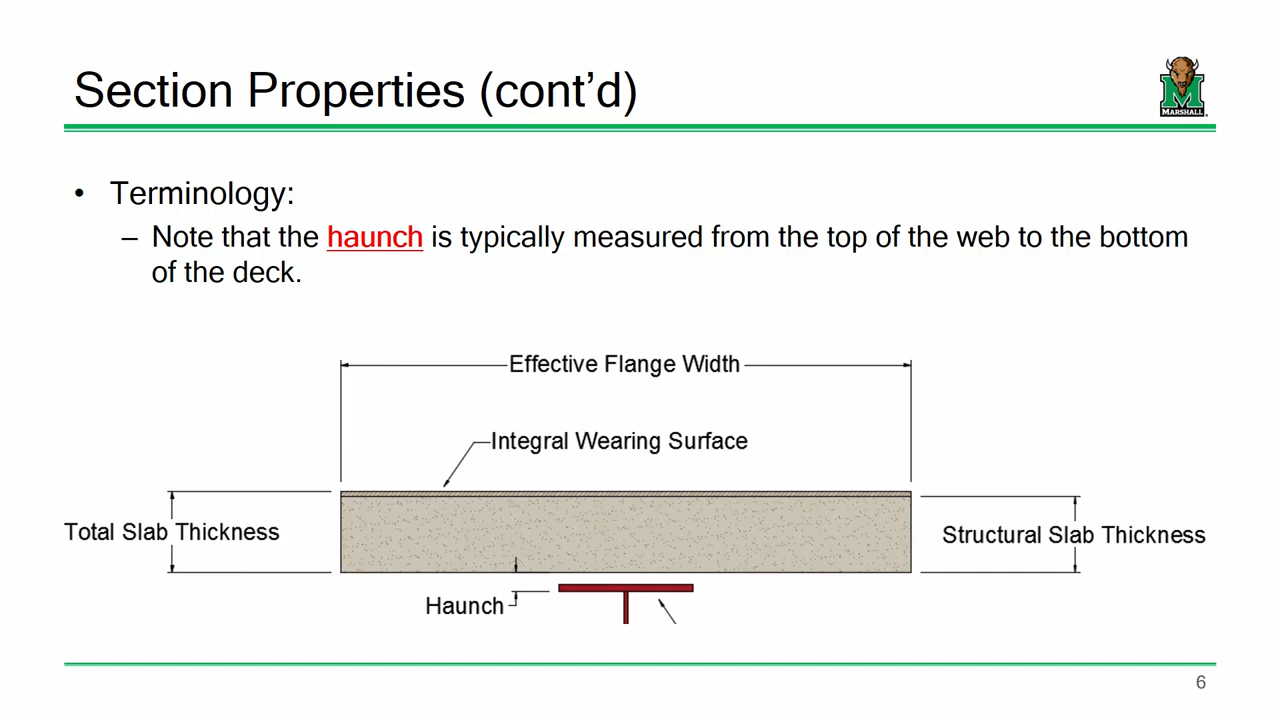 Section Properties (cont’d)
MARSHALL
• Terminology:
– Note that the haunch is typically measured from the top of the web to the bottom
of the deck.
Effective Flange Width
Integral Wearing Surface
Total Slab Thickness
Structural Slab Thickness
Haunch
6